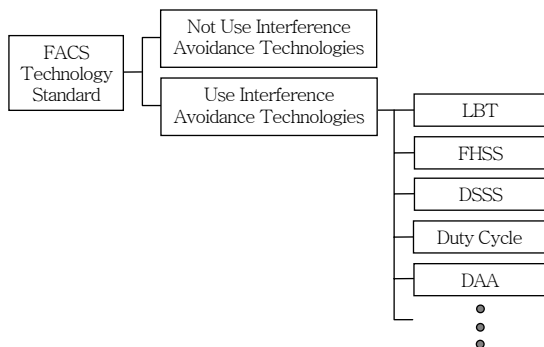 FACS
Technology
Standard
Not Use Interference
Avoidance Technologies
Use Interference
Avoidance Technologies
LBT
FHSS
DSSS
Duty Cycle
DAA